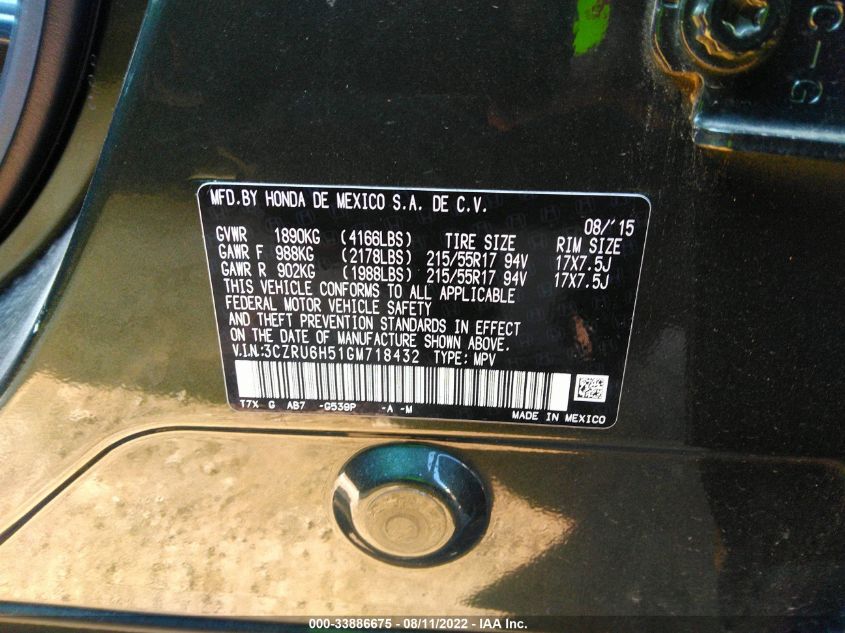 C-G
MFD.BY HONDA DE MEXICO S.A. DE C.V.
08/'15
GVWR 1890KG (4166LBS) TIRE SIZE RIM SIZE
GAWR F 988KG (2178LBS) 215/55R17 94V 17X7.5J
GAWR R 902KG (1988LBS) 215/55R17 94V 17X7.5J
THIS VEHICLE CONFORMS TO ALL APPLICABLE
FEDERAL MOTOR VEHICLE SAFETY
AND THEFT PREVENTION STANDARDS IN EFFECT
ON THE DATE OF MANUFACTURE SHOWN ABOVE.
V.I.N:3CZRU6H51GM718432 TYPE: MPV
T7X G AB7 -G539P -A -M
MADE IN MEXICO
000-33886675 - 08/11/2022 - IAA Inc.